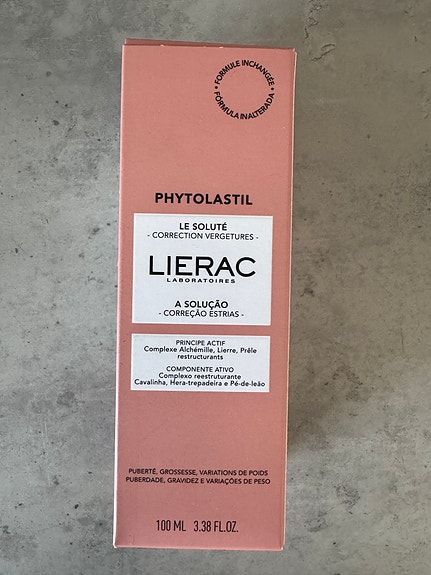 • FORMULE INCHANGÉE •
FÓRMULA INALTERADA
PHYTOLASTIL
LE SOLUTÉ
- CORRECTION VERGETURES -
LIERAC
LABORATOIRES
A SOLUÇÃO
- CORREÇÃO ESTRIAS -
PRINCIPE ACTIF
Complexe Alchémille, Lierre, Prêle
restructurants
COMPONENTE ATIVO
Complexo reestruturante
Cavalinha, Hera-trepadeira e Pé-de-leão
PUBERTÉ, GROSSESSE, VARIATIONS DE POIDS
PUBERDADE, GRAVIDEZ E VARIAÇÕES DE PESO
100 ML 3.38 FL.OZ.